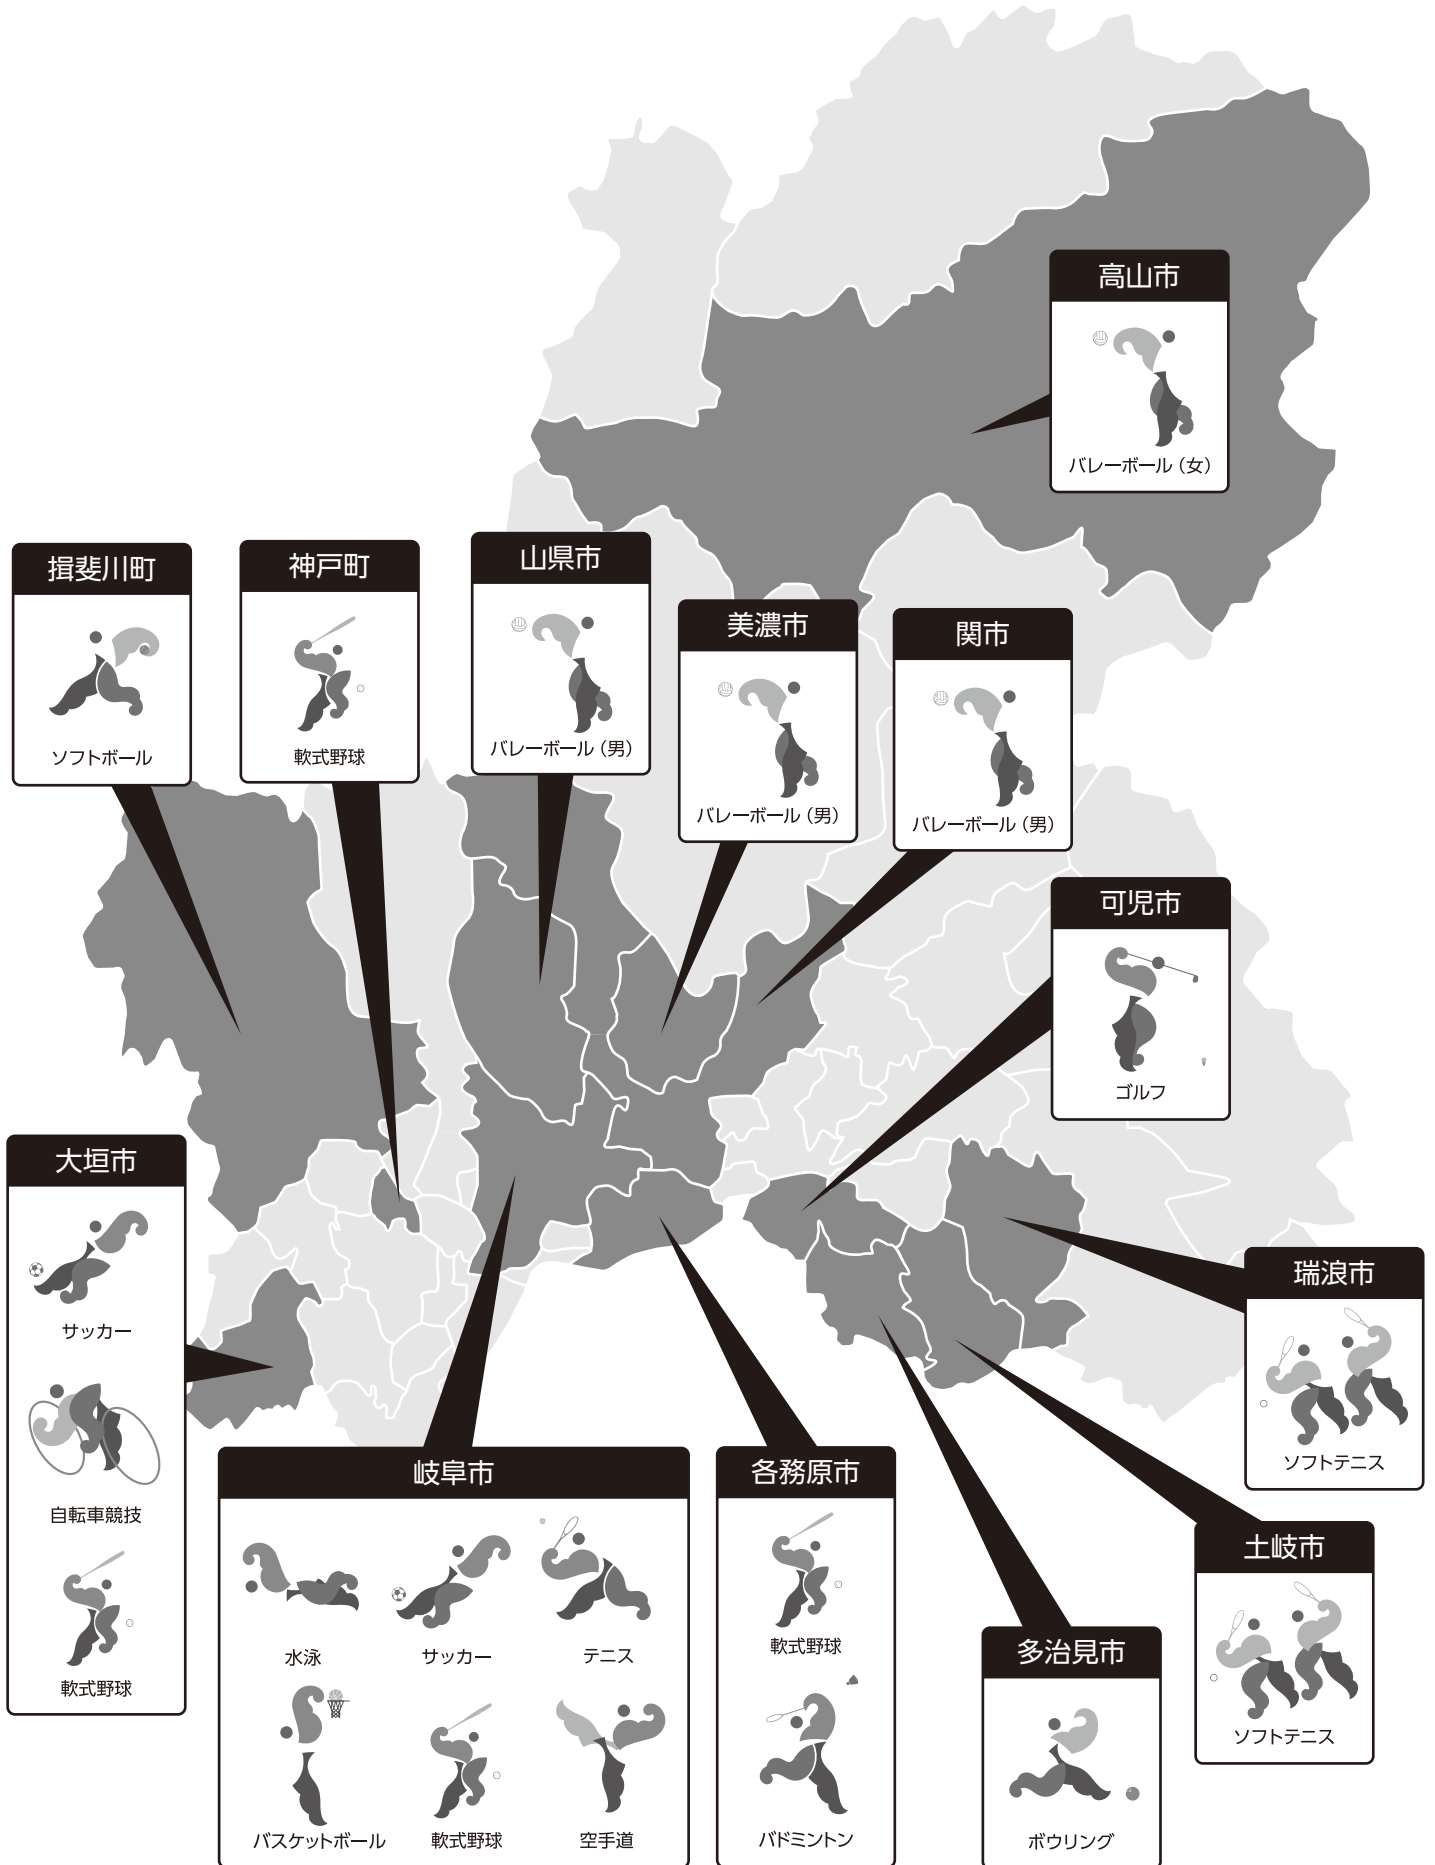 高山市
バレーボール（女）
揖斐川町
ソフトボール
神戸町
軟式野球
山県市
バレーボール（男）
美濃市
バレーボール（男）
関市
バレーボール（男）
可児市
ゴルフ
大垣市
サッカー
自転車競技
軟式野球
瑞浪市
ソフトテニス
岐阜市
水泳
サッカー
テニス
バスケットボール
軟式野球
空手道
各務原市
軟式野球
バドミントン
多治見市
ボウリング
土岐市
ソフトテニス